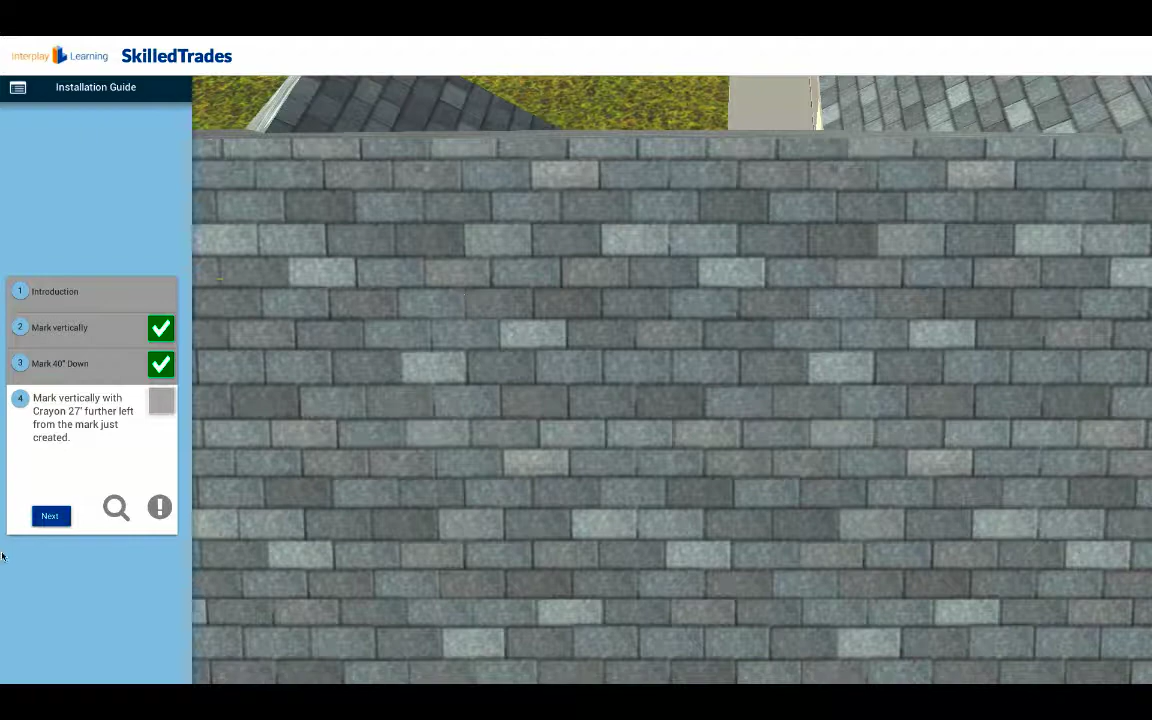 Interplay Learning SkilledTrades
Installation Guide
1 Introduction
2 Mark vertically
3 Mark 40" Down
4 Mark vertically with
Crayon 27' further left
from the mark just
created.
Next